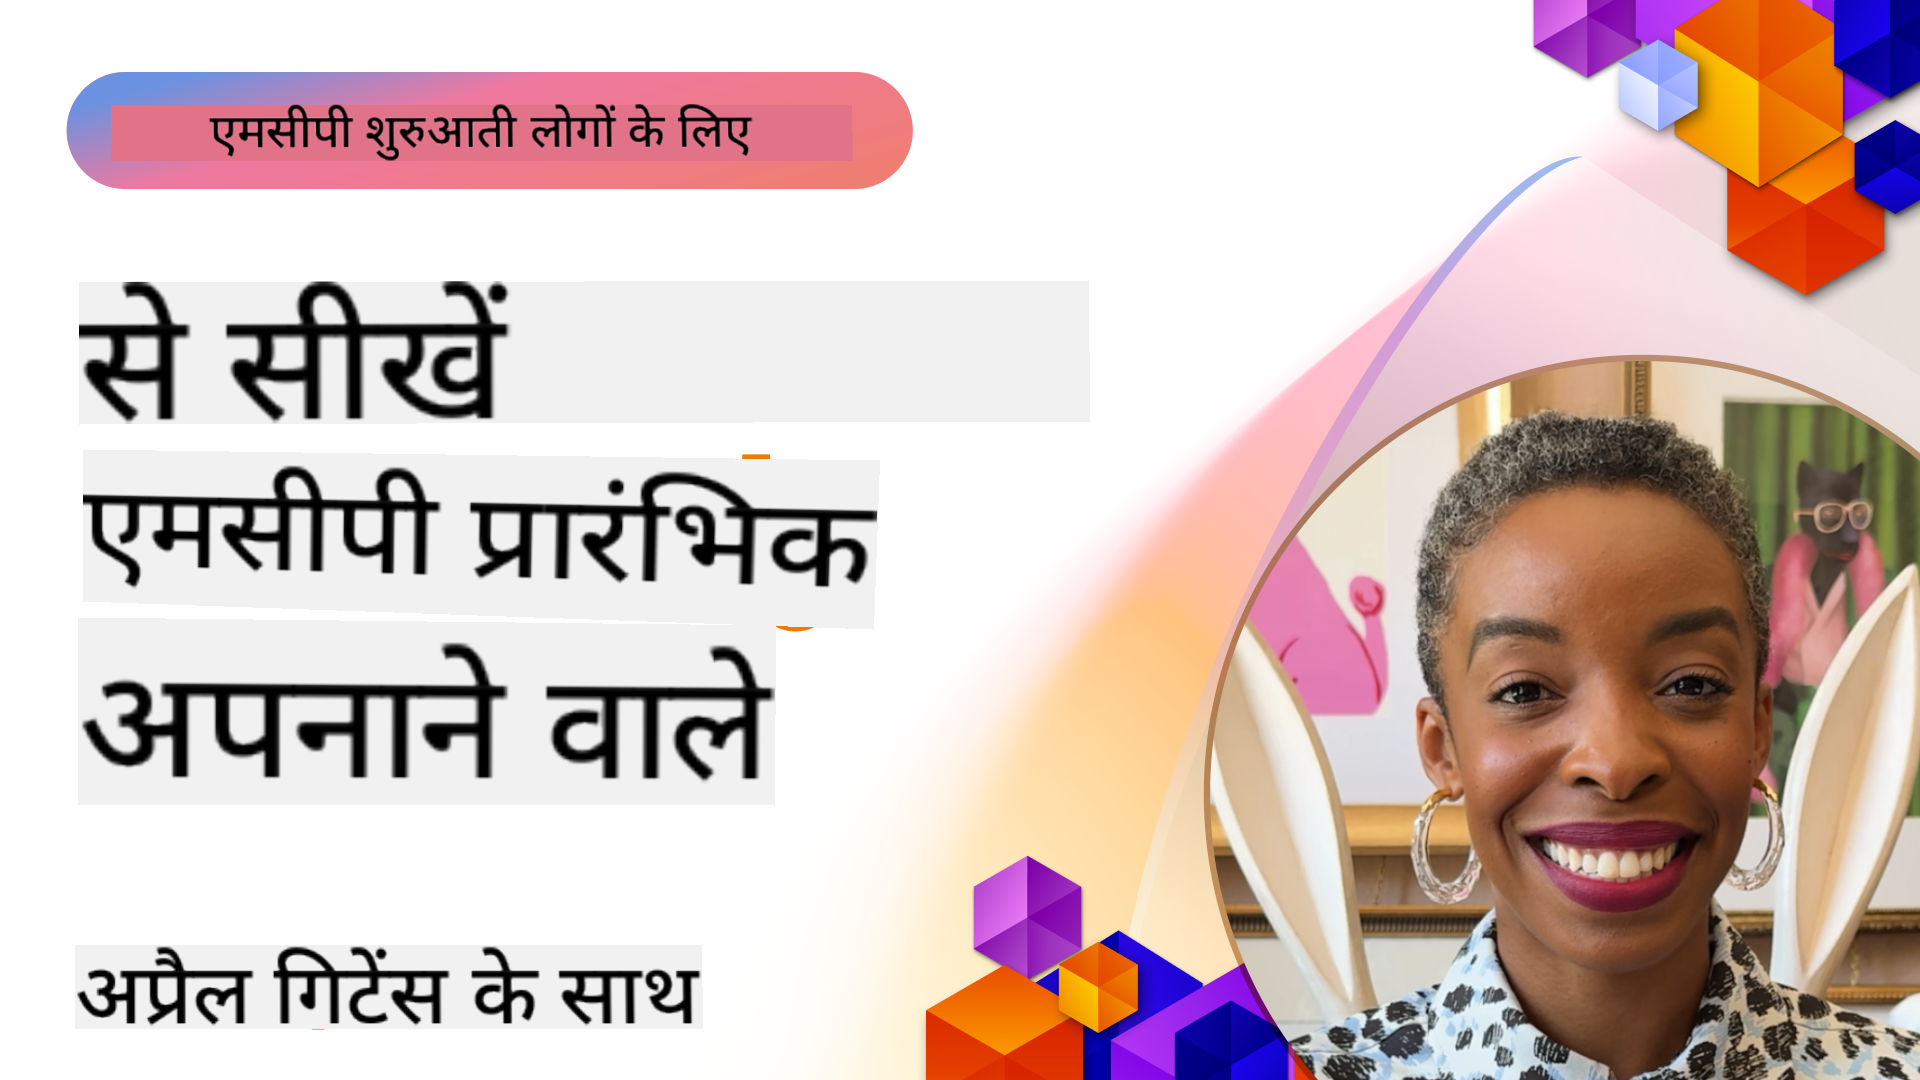 एमसीपी शुरुआती लोगों के लिए
से सीखें
एमसीपी प्रारंभिक
अपनाने वाले
अप्रैल गिटेंस के साथ